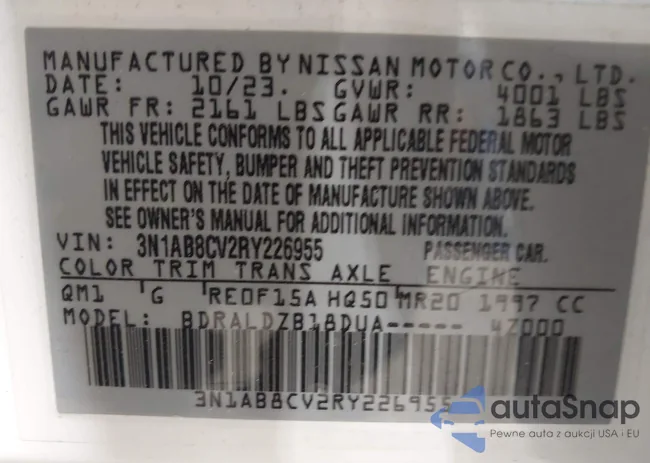 MANUFACTURED BY NISSAN MOTOR CO., LTD.
DATE: 10/23. GVWR: 4001 LBS
GAWR FR: 2161 LBS GAWR RR: 1863 LBS
THIS VEHICLE CONFORMS TO ALL APPLICABLE FEDERAL MOTOR
VEHICLE SAFETY, BUMPER AND THEFT PREVENTION STANDARDS
IN EFFECT ON THE DATE OF MANUFACTURE SHOWN ABOVE.
SEE OWNER'S MANUAL FOR ADDITIONAL INFORMATION.
VIN: 3N1AB8CV2RY226955 PASSENGER CAR.
COLOR TRIM TRANS AXLE ENGINE
QM1 G RE0F15A HQ50 MR20 1997 CC
MODEL: BDRALDZB18DUA----- 4Z000
3N1AB8CV2RY226955
autaSnap
Pewne auta z aukcji USA i EU